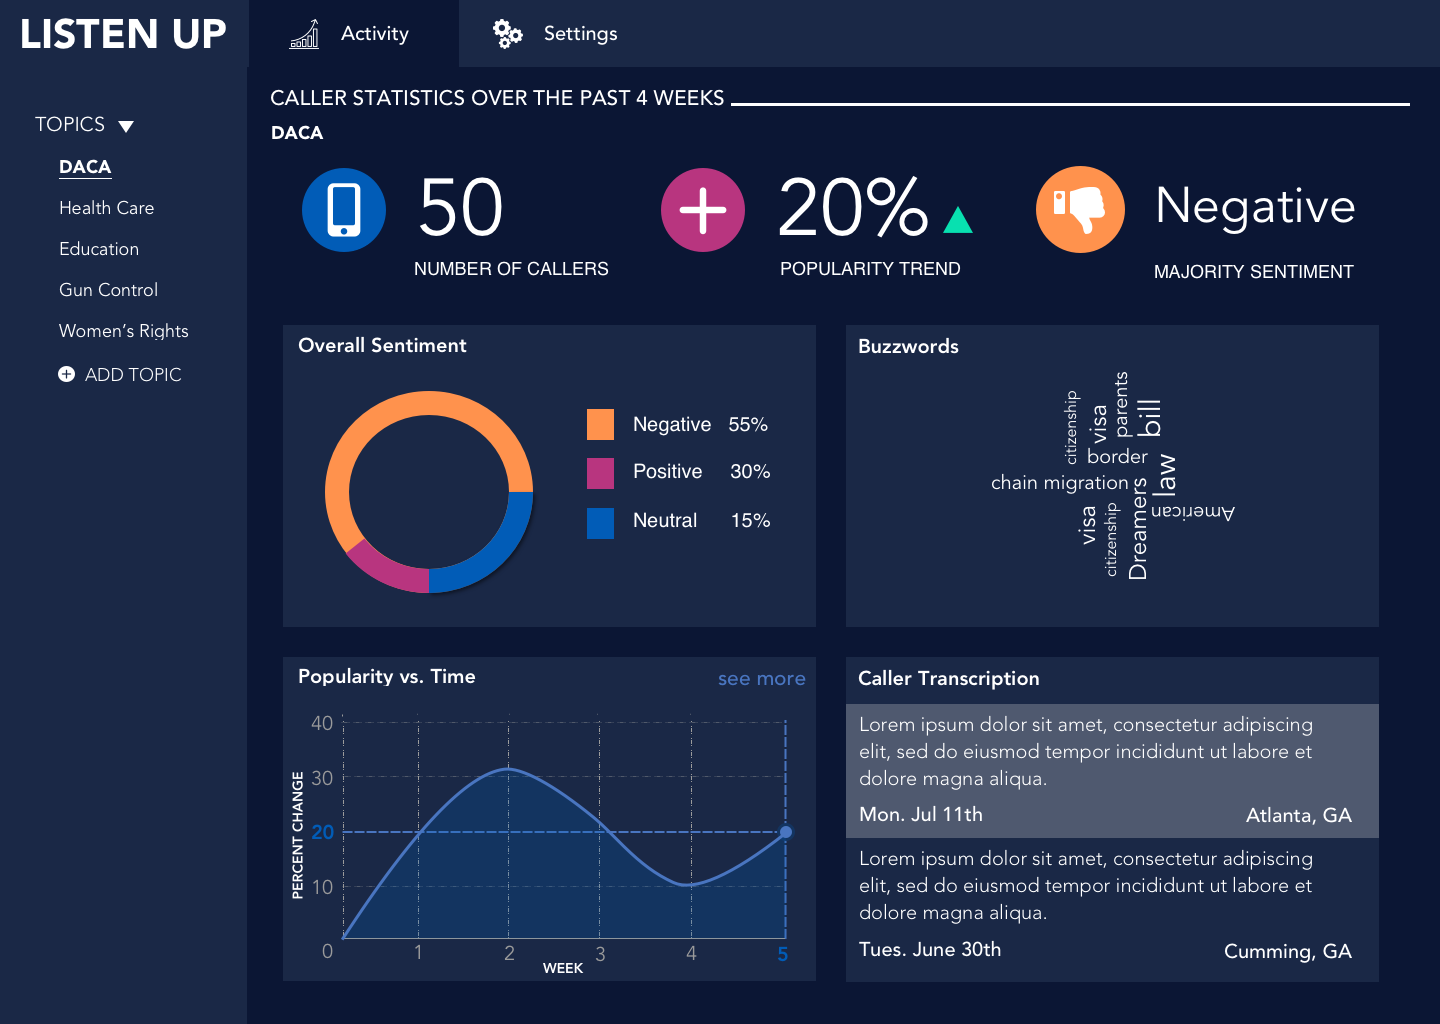 LISTEN UP
Activity
Settings
TOPICS
DACA
Health Care
Education
Gun Control
Women’s Rights
ADD TOPIC
CALLER STATISTICS OVER THE PAST 4 WEEKS
DACA
50
NUMBER OF CALLERS
20%
POPULARITY TREND
Negative
MAJORITY SENTIMENT
Overall Sentiment
Negative 55%
Positive 30%
Neutral 15%
Buzzwords
citizenship
visa
parents
bill
border
chain migration
law
visa
citizenship
Dreamers
American
Popularity vs. Time
see more
PERCENT CHANGE
40
30
20
10
0
1
2
3
4
5
WEEK
Caller Transcription
Lorem ipsum dolor sit amet, consectetur adipiscing
elit, sed do eiusmod tempor incididunt ut labore et
dolore magna aliqua.
Mon. Jul 11th
Atlanta, GA
Lorem ipsum dolor sit amet, consectetur adipiscing
elit, sed do eiusmod tempor incididunt ut labore et
dolore magna aliqua.
Tues. June 30th
Cumming, GA